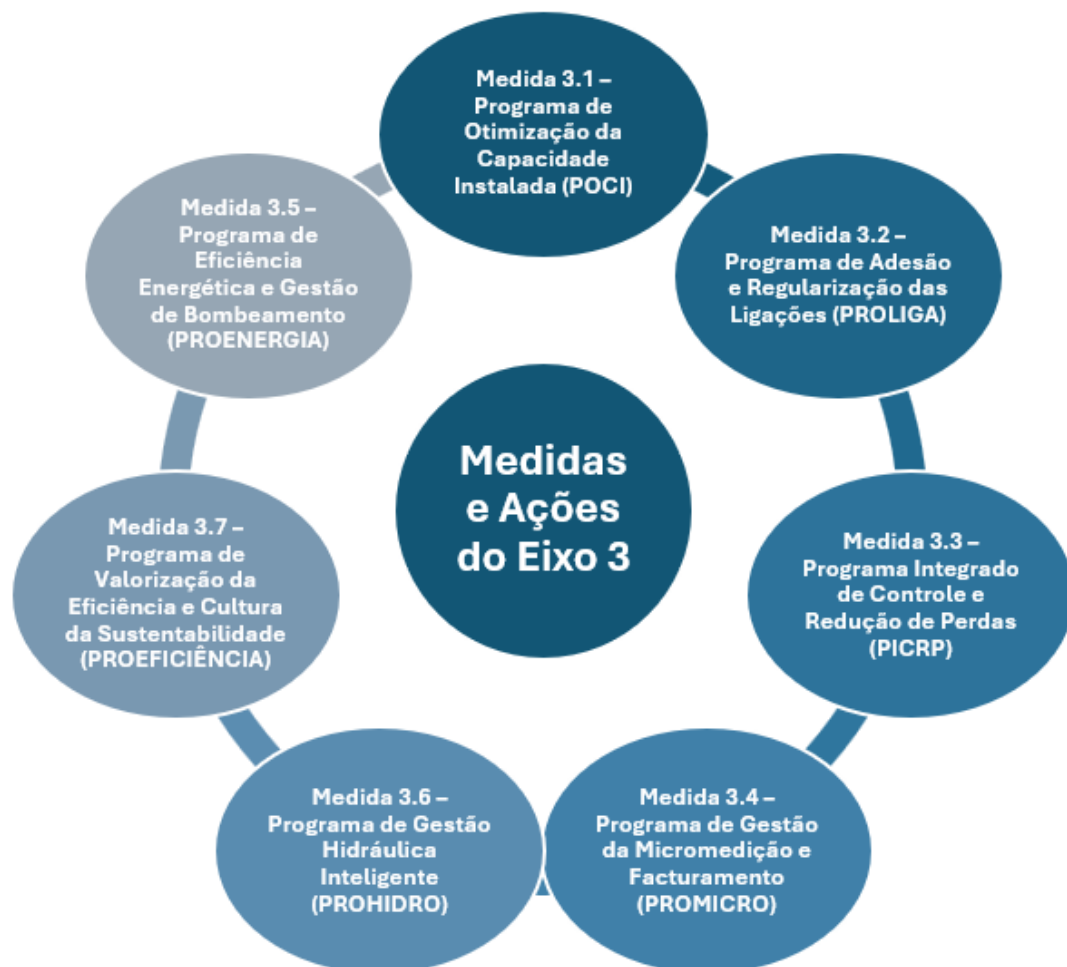 Medida 3.1 –
Programa de
Otimização da
Capacidade
Instalada (POCI)
Medida 3.2 –
Programa de Adesão
e Regularização das
Ligações (PROLIGA)
Medida 3.3 –
Programa Integrado
de Controle e
Redução de Perdas
(PICRP)
Medida 3.4 –
Programa de Gestão
da Micromedição e
Facturamento
(PROMICRO)
Medida 3.6 –
Programa de Gestão
Hidráulica
Inteligente
(PROHIDRO)
Medida 3.7 –
Programa de
Valorização da
Eficiência e Cultura
da Sustentabilidade
(PROEFICIÊNCIA)
Medida 3.5 –
Programa de
Eficiência
Energética e Gestão
de Bombeamento
(PROENERGIA)
Medidas
e Ações
do Eixo 3